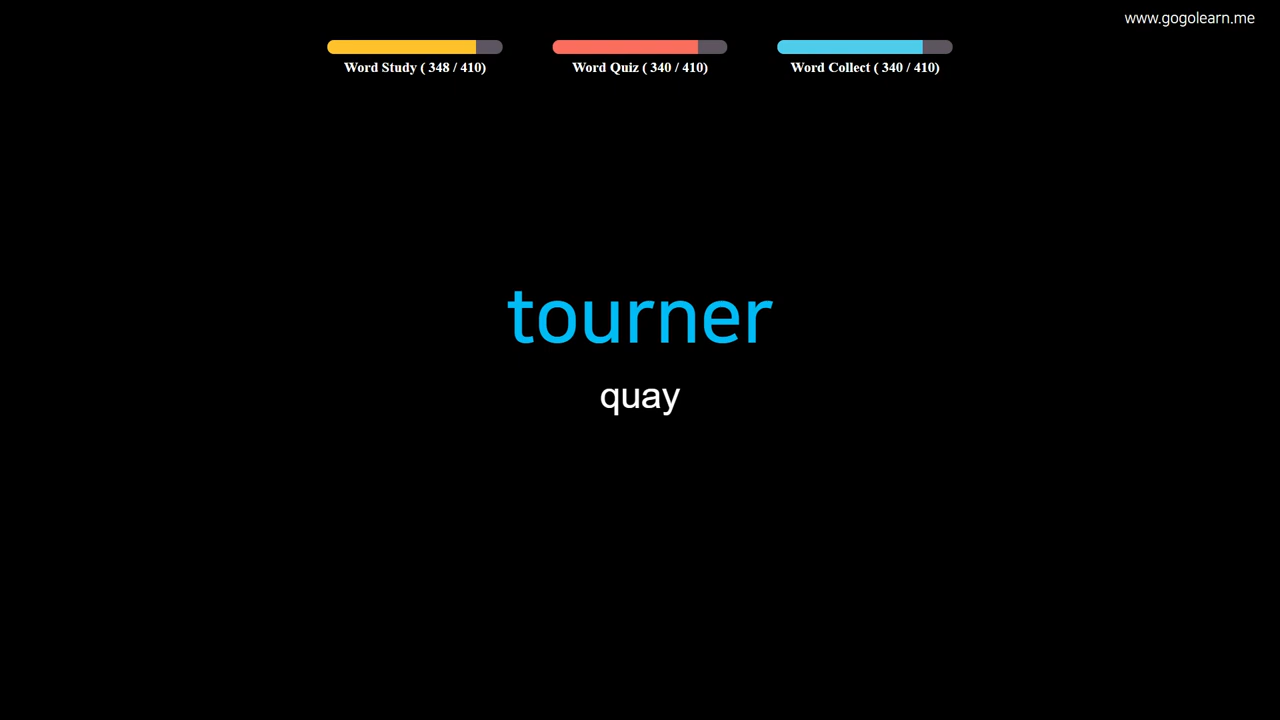 www.gogolearn.me
Word Study ( 348 / 410)
Word Quiz ( 340 / 410)
Word Collect ( 340 / 410)
tourner
quay